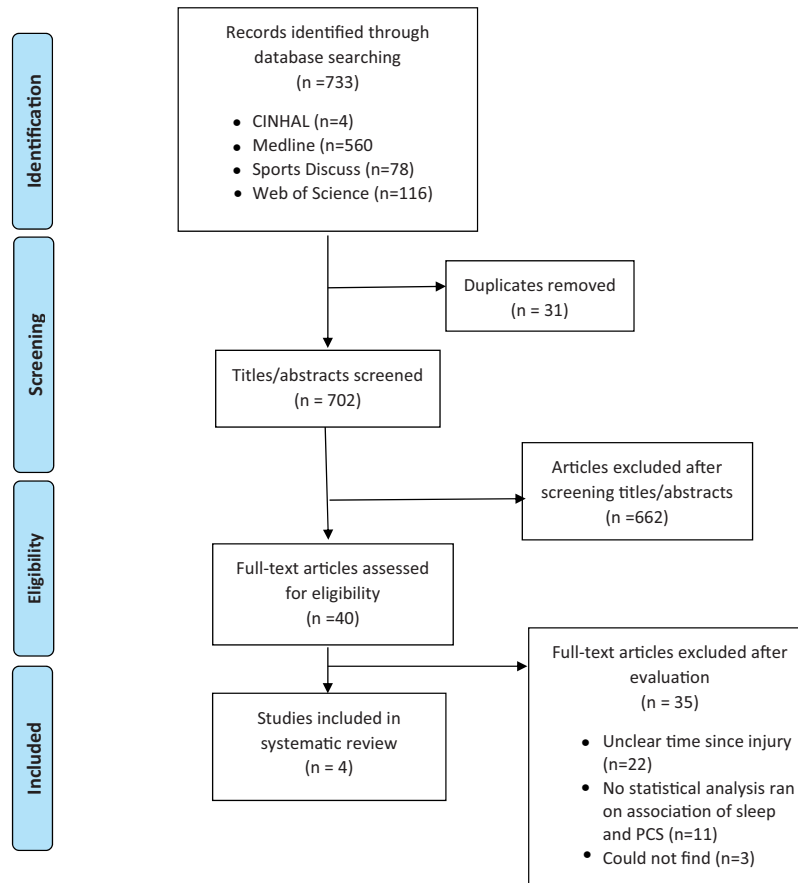 Identification
Records identified through
database searching
(n =733)
• CINHAL (n=4)
• Medline (n=560
• Sports Discuss (n=78)
• Web of Science (n=116)
Screening
Duplicates removed
(n = 31)
Titles/abstracts screened
(n = 702)
Articles excluded after
screening titles/abstracts
(n =662)
Eligibility
Full-text articles assessed
for eligibility
(n =40)
Full-text articles excluded after
evaluation
(n = 35)
• Unclear time since injury
(n=22)
• No statistical analysis ran
on association of sleep
and PCS (n=11)
• Could not find (n=3)
Included
Studies included in
systematic review
(n = 4)